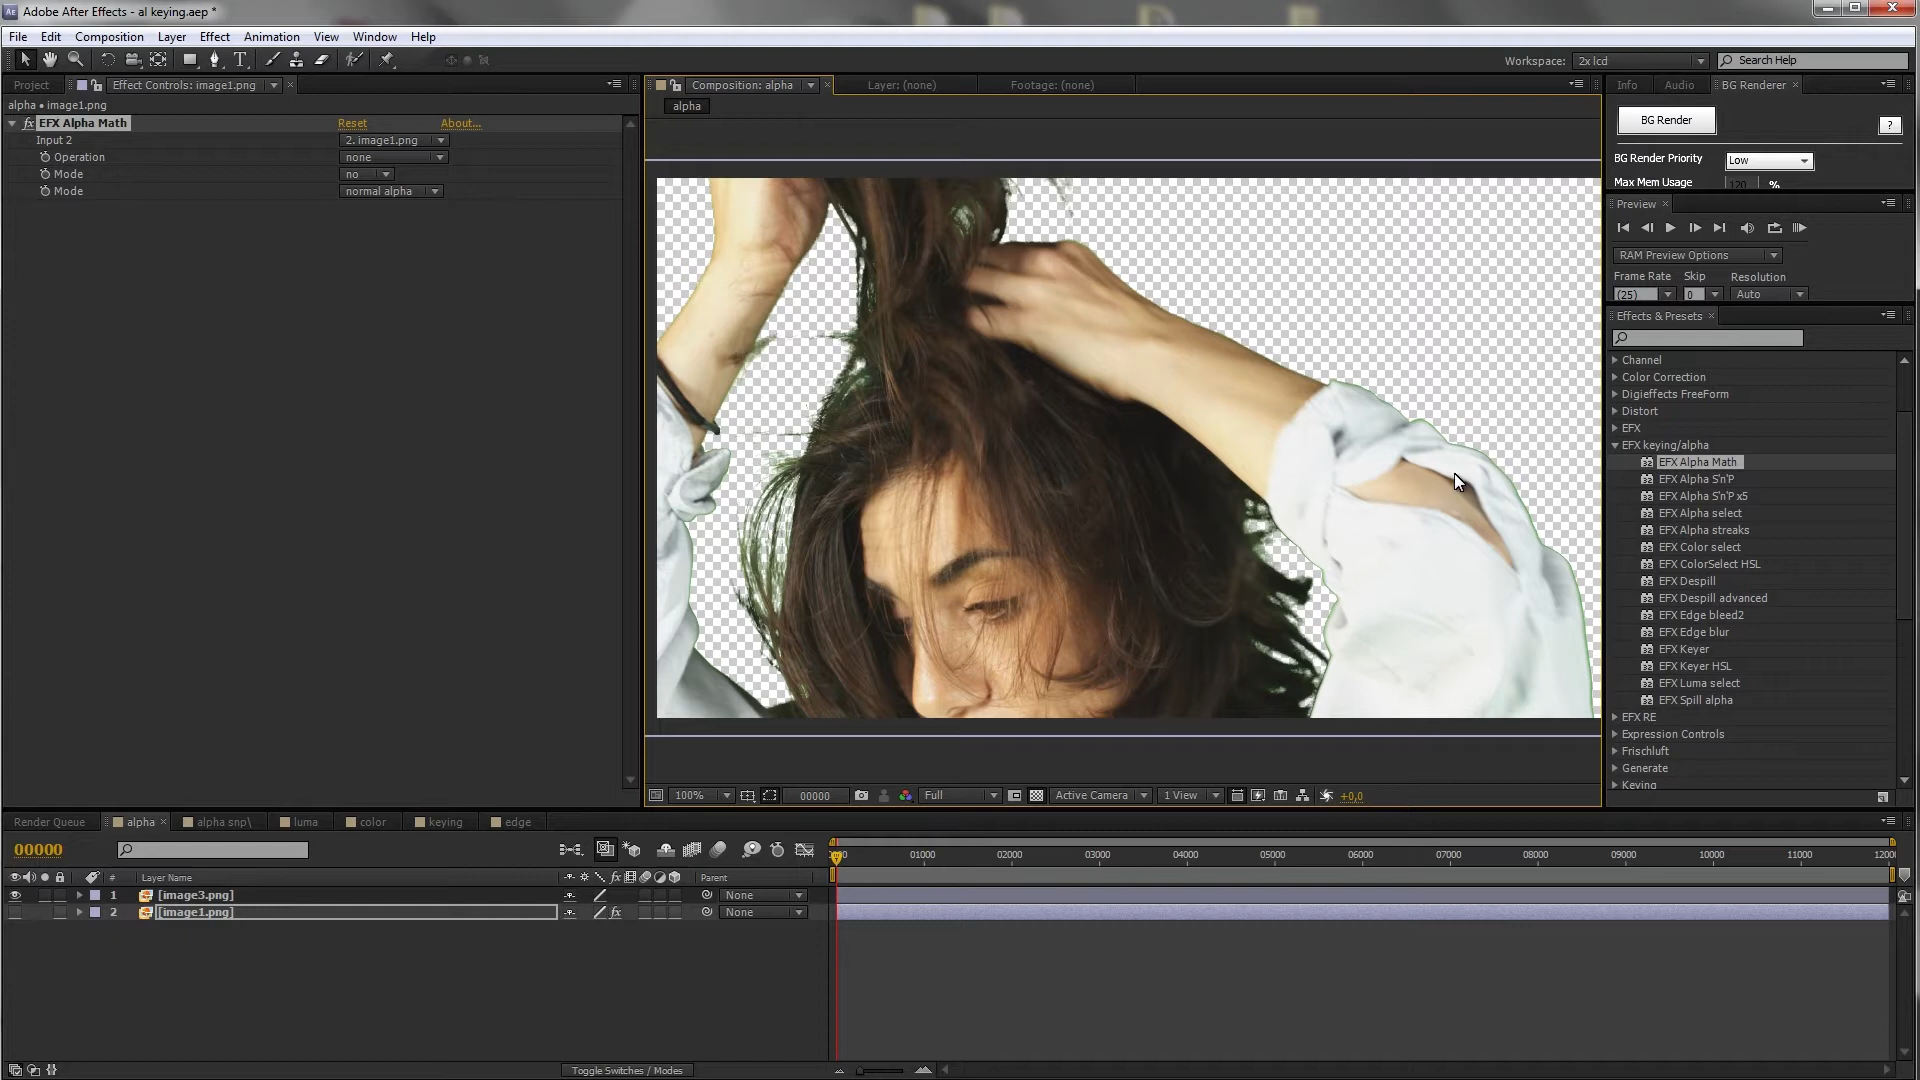 Adobe After Effects - al keying.aep *
File Edit Composition Layer Effect Animation View Window Help
Workspace: 2x lcd Search Help
Project Effect Controls: image1.png
alpha • image1.png
fx EFX Alpha Math Reset About...
Input 2 2. image1.png
Operation none
Mode no
Mode normal alpha
Composition: alpha Layer: (none) Footage: (none)
alpha
100% 00000 Full Active Camera 1 View +0,0
Info Audio BG Renderer
BG Render ?
BG Render Priority Low
Max Mem Usage 120 %
Preview
RAM Preview Options
Frame Rate Skip Resolution
(25) 0 Auto
Effects & Presets
Channel
Color Correction
Digieffects FreeForm
Distort
EFX
EFX keying/alpha
EFX Alpha Math
EFX Alpha S'n'P
EFX Alpha S'n'P x5
EFX Alpha select
EFX Alpha streaks
EFX Color select
EFX ColorSelect HSL
EFX Despill
EFX Despill advanced
EFX Edge bleed2
EFX Edge blur
EFX Keyer
EFX Keyer HSL
EFX Luma select
EFX Spill alpha
EFX RE
Expression Controls
Frischluft
Generate
Keying
Render Queue alpha alpha snp\ luma color keying edge
00000
01000 02000 03000 04000 05000 06000 07000 08000 09000 10000 11000 1200
# Layer Name fx Parent
1 [image3.png] None
2 [image1.png] fx None
Toggle Switches / Modes